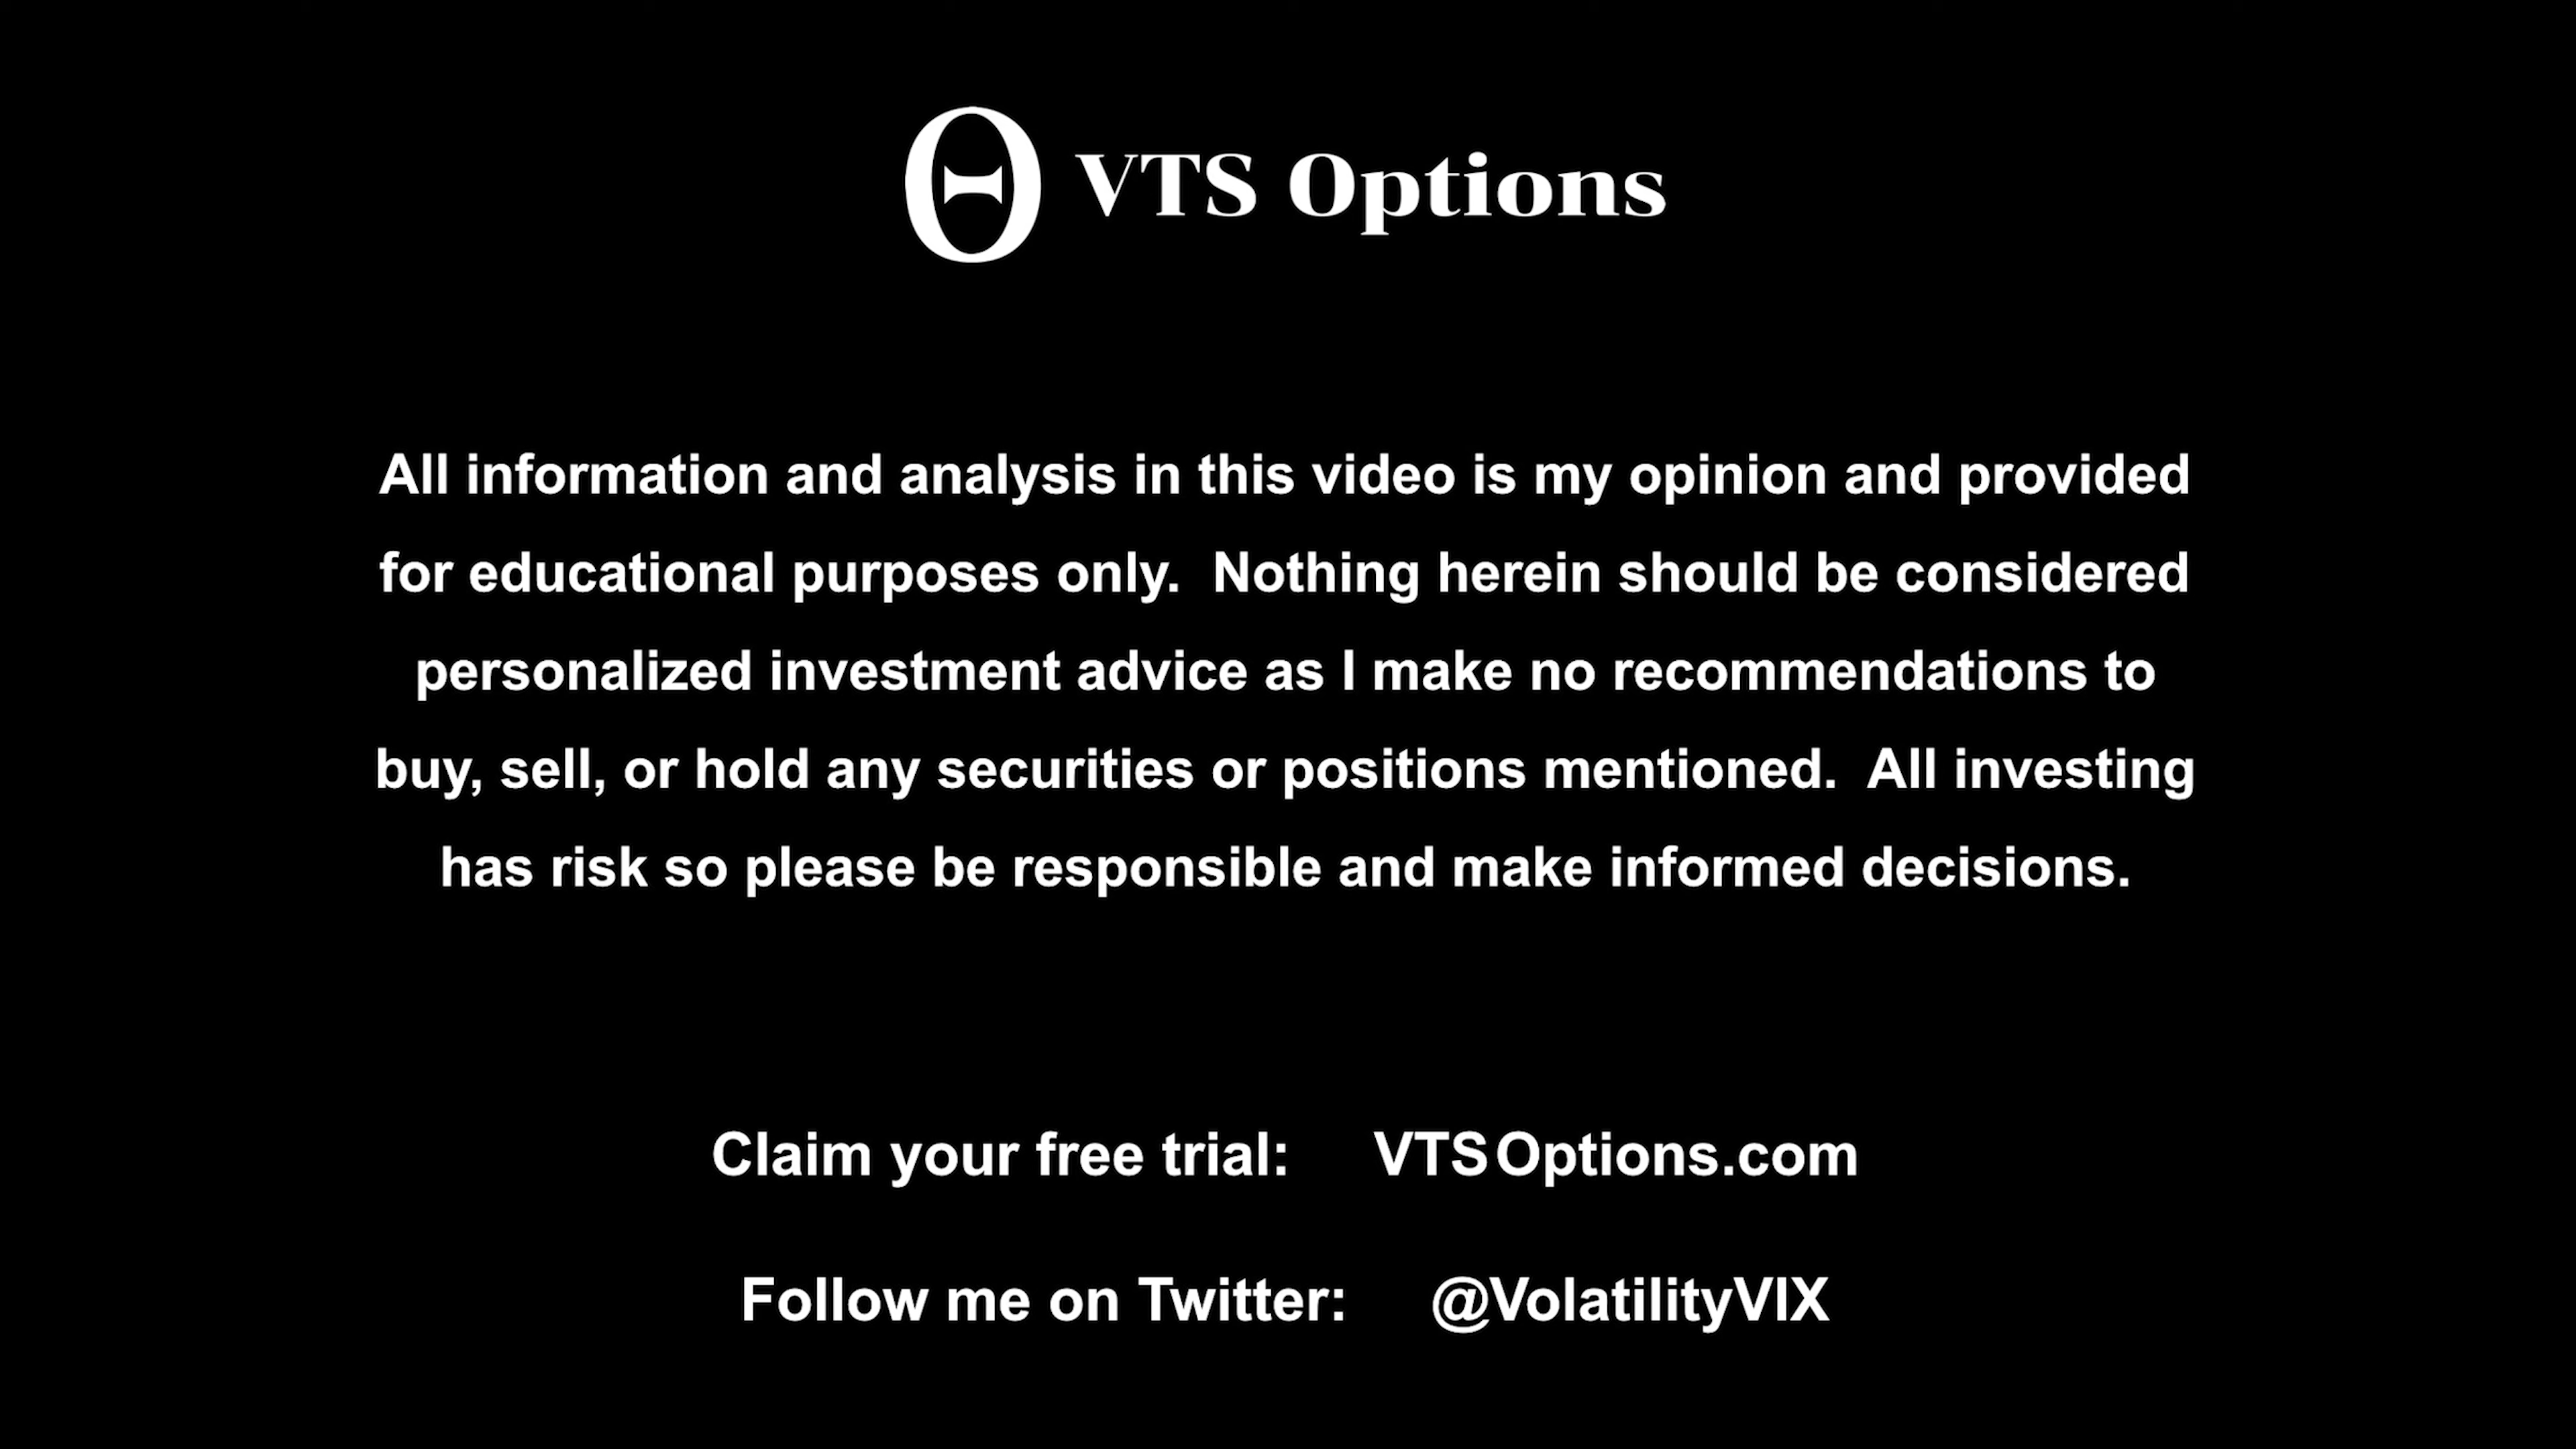 Θ VTS Options
All information and analysis in this video is my opinion and provided
for educational purposes only.  Nothing herein should be considered
personalized investment advice as I make no recommendations to
buy, sell, or hold any securities or positions mentioned.  All investing
has risk so please be responsible and make informed decisions.
Claim your free trial: VTSOptions.com
Follow me on Twitter: @VolatilityVIX